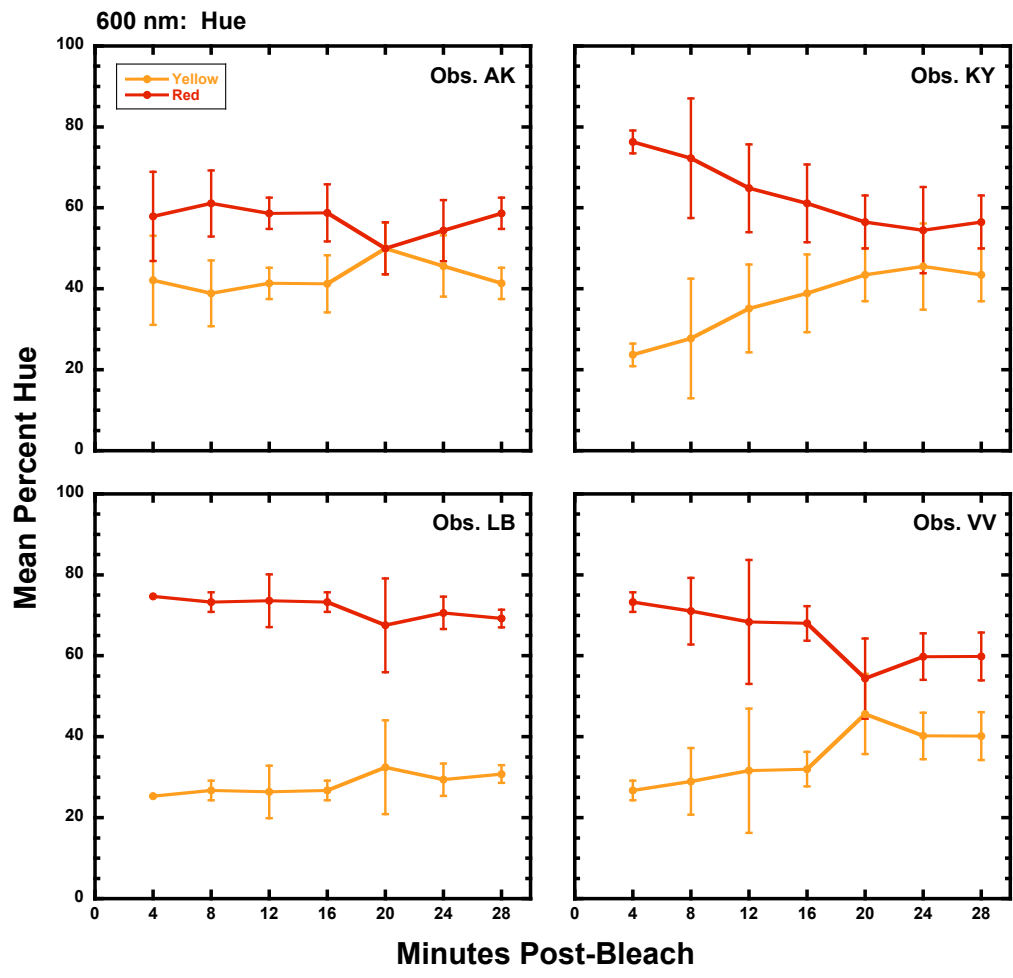 600 nm: Hue
100
80
60
40
20
0
Yellow
Red
Obs. AK
Obs. KY
100
80
60
40
20
0
Obs. LB
Obs. VV
0 4 8 12 16 20 24 28
0 4 8 12 16 20 24 28
Mean Percent Hue
Minutes Post-Bleach